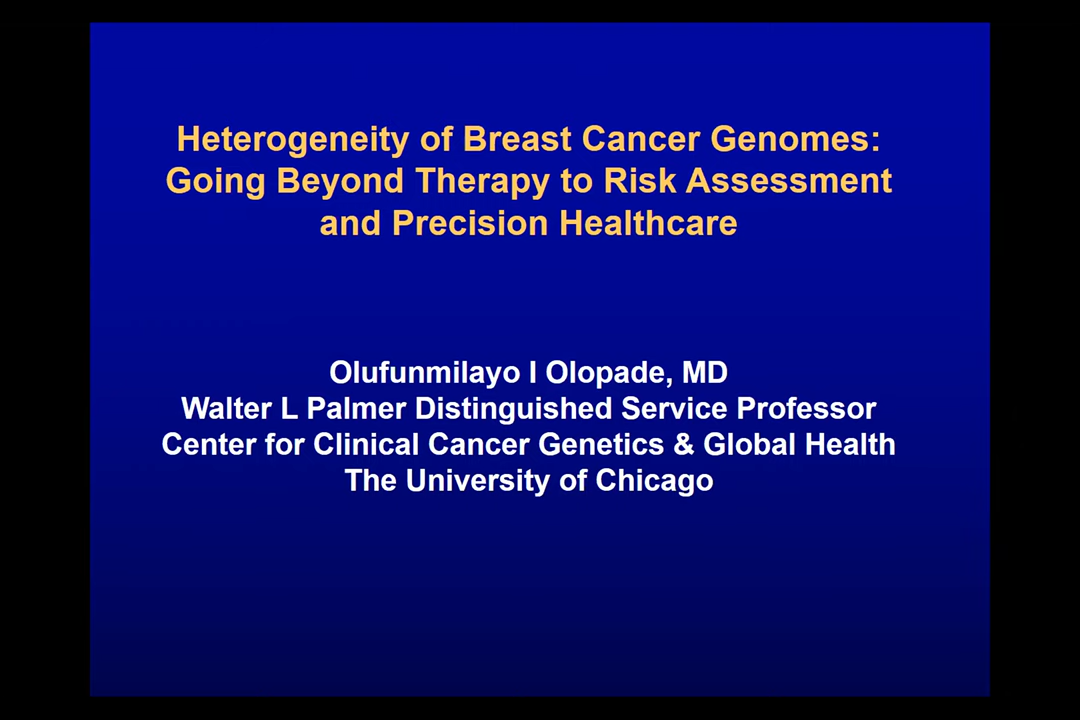 Heterogeneity of Breast Cancer Genomes:
Going Beyond Therapy to Risk Assessment
and Precision Healthcare
Olufunmilayo I Olopade, MD
Walter L Palmer Distinguished Service Professor
Center for Clinical Cancer Genetics & Global Health
The University of Chicago